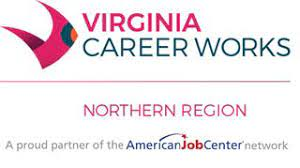 VIRGINIA
CAREER WORKS
NORTHERN REGION
A proud partner of the AmericanJobCenter network